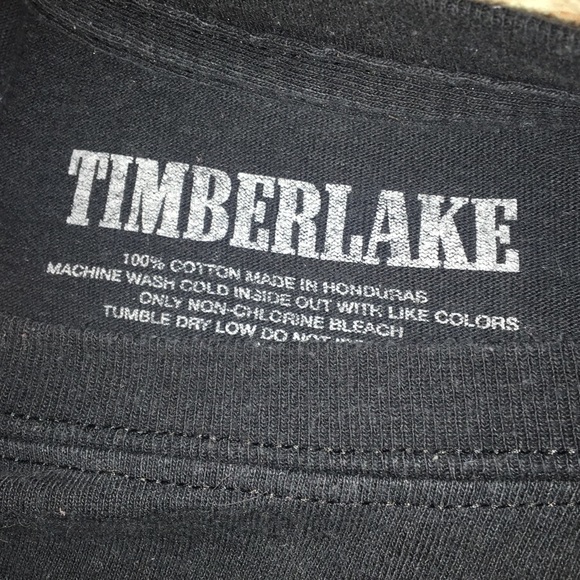 TIMBERLAKE
100% COTTON MADE IN HONDURAS
MACHINE WASH COLD INSIDE OUT WITH LIKE COLORS
ONLY NON-CHLORINE BLEACH
TUMBLE DRY LOW DO NOT